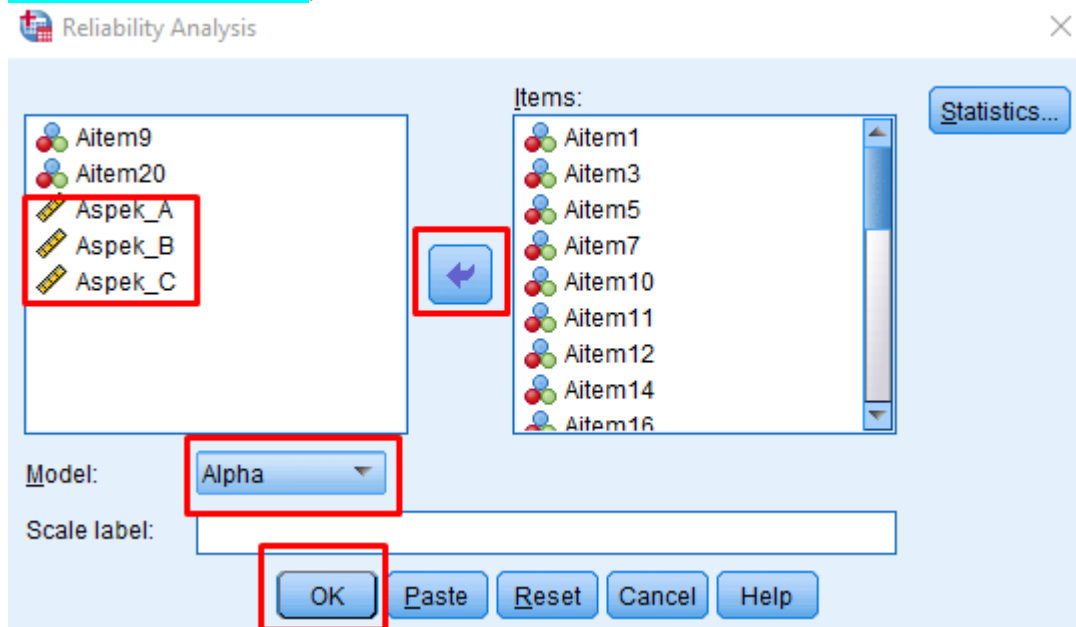 Reliability Analysis
Items:
Statistics...
Aitem9
Aitem20
Aspek_A
Aspek_B
Aspek_C
Aitem1
Aitem3
Aitem5
Aitem7
Aitem10
Aitem11
Aitem12
Aitem14
Aitem16
Model: Alpha
Scale label:
OK Paste Reset Cancel Help